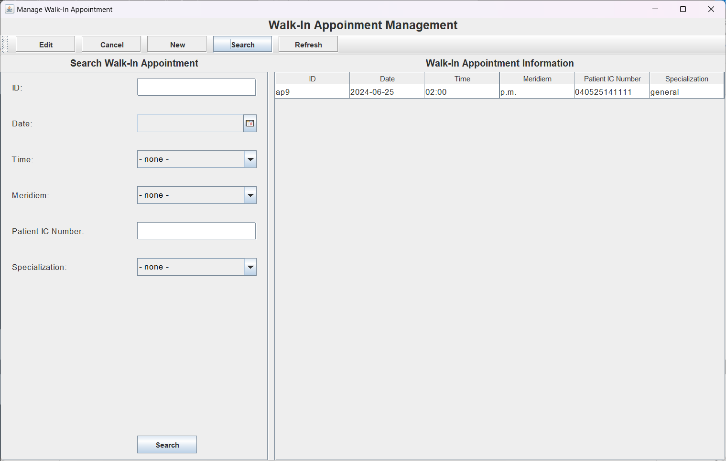 Manage Walk-In Appointment
Walk-In Appoinment Management
Edit Cancel New Search Refresh
Search Walk-In Appointment
ID:
Date:
Time: - none -
Meridiem: - none -
Patient IC Number:
Specialization: - none -
Search
Walk-In Appointment Information
ID Date Time Meridiem Patient IC Number Specialization
ap9 2024-06-25 02:00 p.m. 040525141111 general